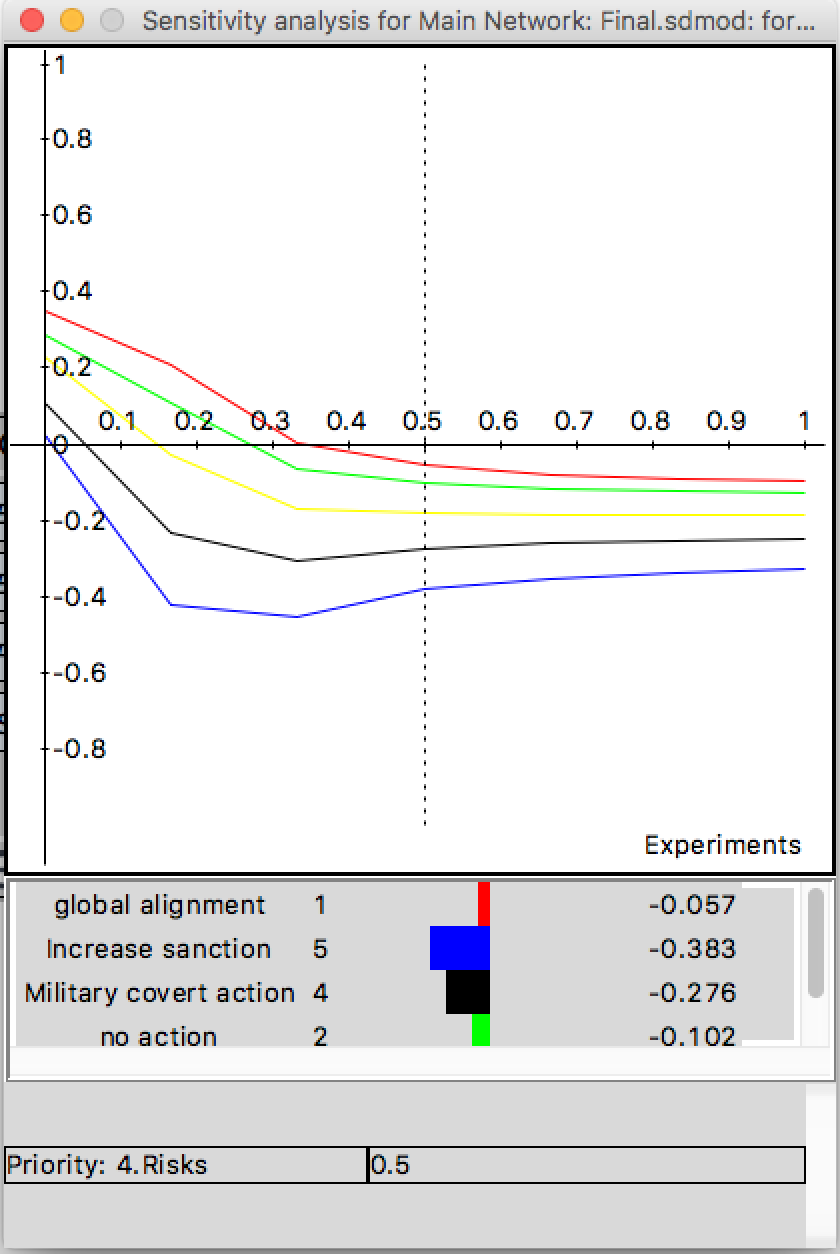 Sensitivity analysis for Main Network: Final.sdmod: for...
1
0.8
0.6
0.4
0.2
0.1 0.2 0.3 0.4 0.5 0.6 0.7 0.8 0.9 1
0
-0.2
-0.4
-0.6
-0.8
Experiments
global alignment 1 -0.057
Increase sanction 5 -0.383
Military covert action 4 -0.276
no action 2 -0.102
Priority: 4.Risks 0.5